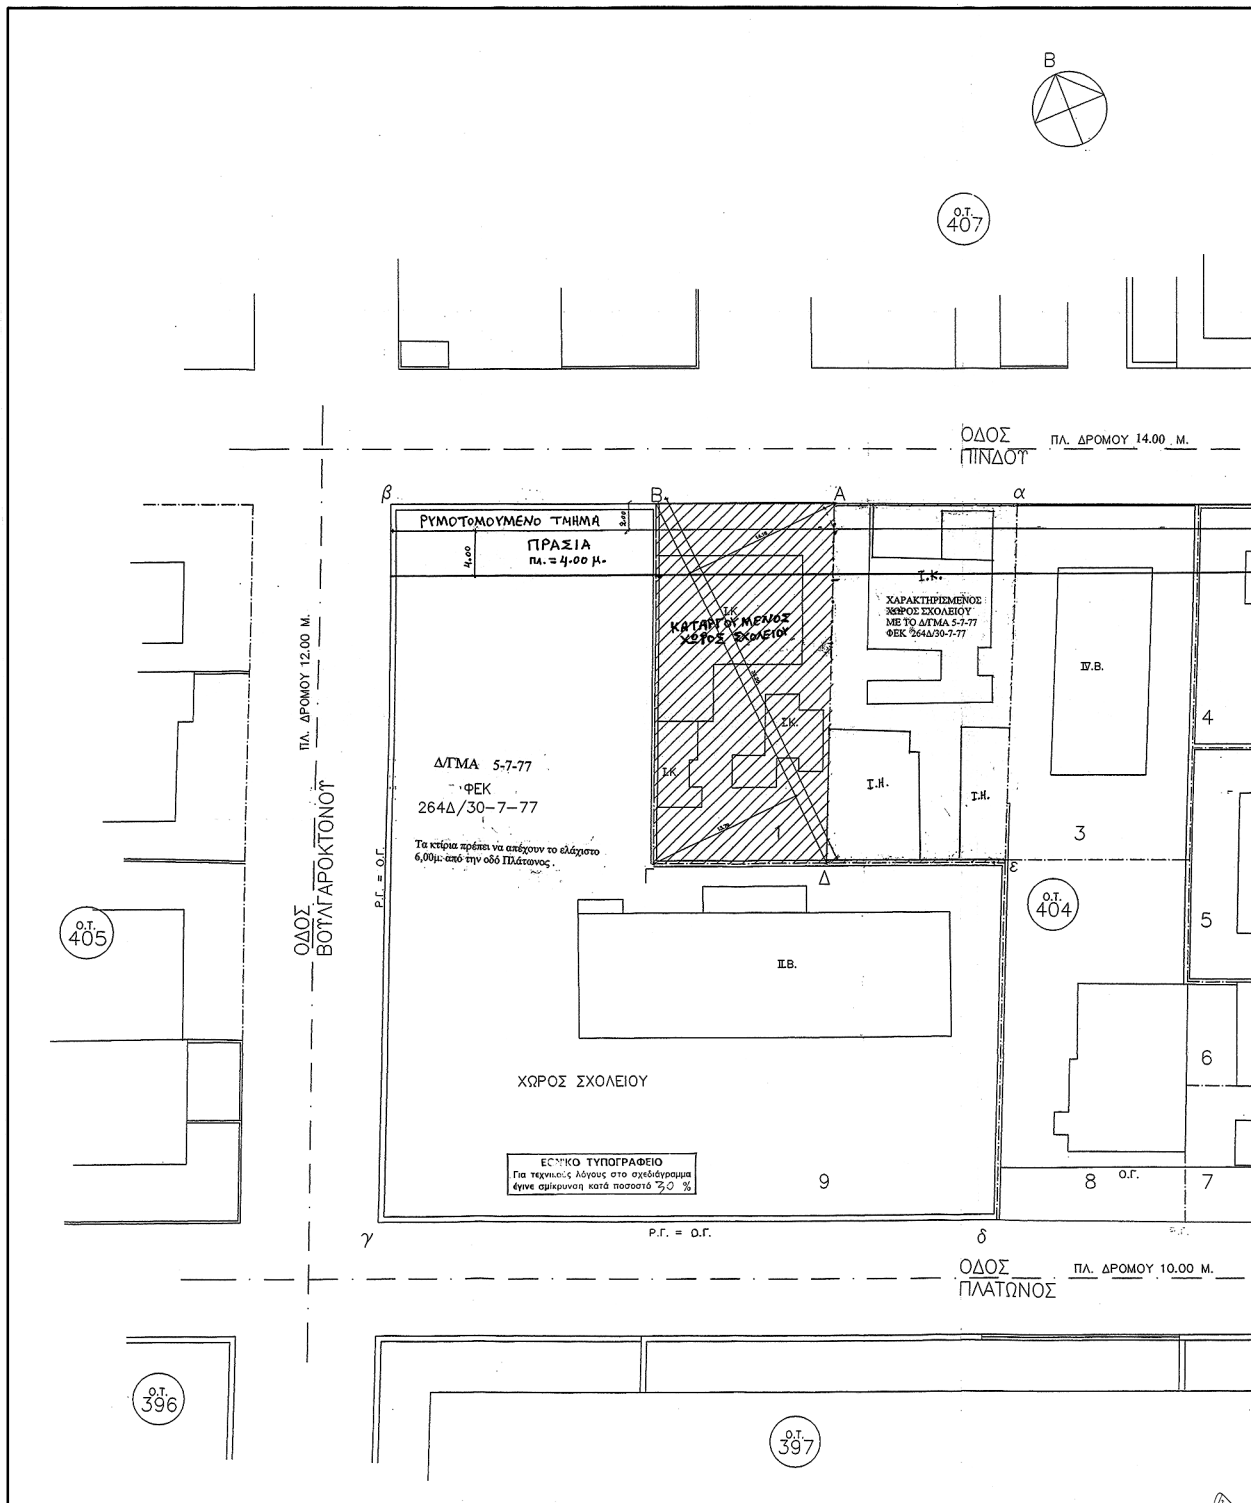 Β
Ο.Τ.
407
ΟΔΟΣ
ΠΙΝΔΟΥ
ΠΛ. ΔΡΟΜΟΥ 14.00 Μ.
β
Β
Α
α
ΡΥΜΟΤΟΜΟΥΜΕΝΟ ΤΜΗΜΑ
2.00
ΠΡΑΣΙΑ
ΠΛ. = 4.00 μ.
4.00
Ι.Κ
ΚΑΤΑΡΓΟΥΜΕΝΟΣ
ΧΩΡΟΣ ΣΧΟΛΕΙΟΥ
Ι.Κ.
ΧΑΡΑΚΤΗΡΙΣΜΕΝΟΣ
ΧΩΡΟΣ ΣΧΟΛΕΙΟΥ
ΜΕ ΤΟ Δ/ΓΜΑ 5-7-77
ΦΕΚ 264Δ/30-7-77
IV.B.
4
ΠΛ. ΔΡΟΜΟΥ 12.00 Μ.
ΟΔΟΣ
ΒΟΥΛΓΑΡΟΚΤΟΝΟΥ
Ι.Κ.
Ι.Κ.
Δ/ΓΜΑ 5-7-77
ΦΕΚ
264Δ/30-7-77
Ι.Η.
Ι.Η.
Τα κτίρια πρέπει να απέχουν το ελάχιστο
6,00μ. από την οδό Πλάτωνος .
1
3
Ρ.Γ. = Ο.Γ.
Γ
Δ
ε
Ο.Τ.
404
Ο.Τ.
405
5
II.B.
6
ΧΩΡΟΣ ΣΧΟΛΕΙΟΥ
ΤΥΠΟΓΡΑΦΕΙΟ
Για τεχνικούς λόγους στο σχεδιάγραμμα
έγινε σμίκρυνση κατά ποσοστό 30 %
9
8
Ο.Γ.
7
γ
Ρ.Γ. = Ο.Γ.
δ
Ρ.Γ.
ΟΔΟΣ
ΠΛΑΤΩΝΟΣ
ΠΛ. ΔΡΟΜΟΥ 10.00 Μ.
Ο.Τ.
396
Ο.Τ.
397